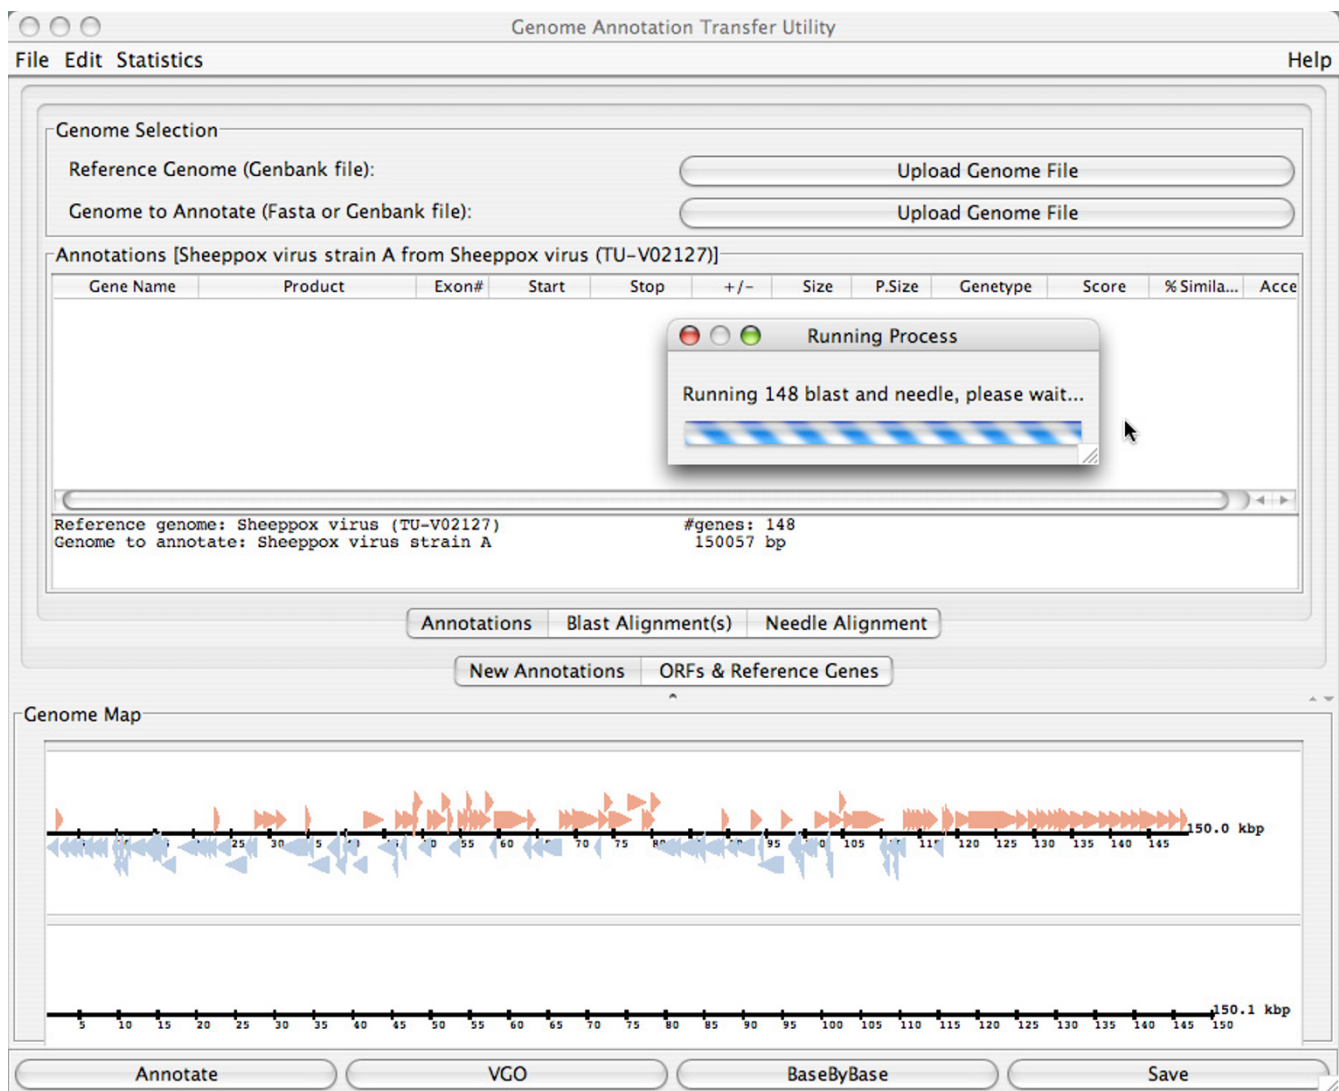 Genome Annotation Transfer Utility
File Edit Statistics Help
Genome Selection
Reference Genome (Genbank file): Upload Genome File
Genome to Annotate (Fasta or Genbank file): Upload Genome File
Annotations [Sheeppox virus strain A from Sheeppox virus (TU-V02127)]
Gene Name Product Exon# Start Stop +/- Size P.Size Genetype Score % Simila... Acce
Running Process
Running 148 blast and needle, please wait...
Reference genome: Sheeppox virus (TU-V02127) #genes: 148
Genome to annotate: Sheeppox virus strain A 150057 bp
Annotations Blast Alignment(s) Needle Alignment
New Annotations ORFs & Reference Genes
Genome Map
150.0 kbp
25 30 35 45 50 55 60 65 70 75 95 100 105 115 120 125 130 135 140 145
150.1 kbp
5 10 15 20 25 30 35 40 45 50 55 60 65 70 75 80 85 90 95 100 105 110 115 120 125 130 135 140 145 150
Annotate VGO BaseByBase Save